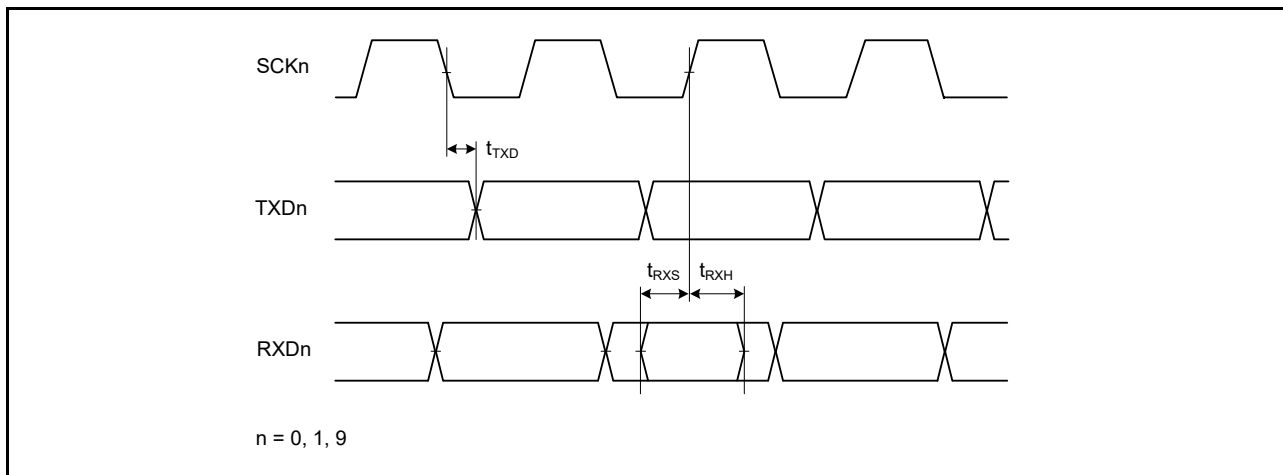 SCKn
tTXD
TXDn
tRXS tRXH
RXDn
n = 0, 1, 9